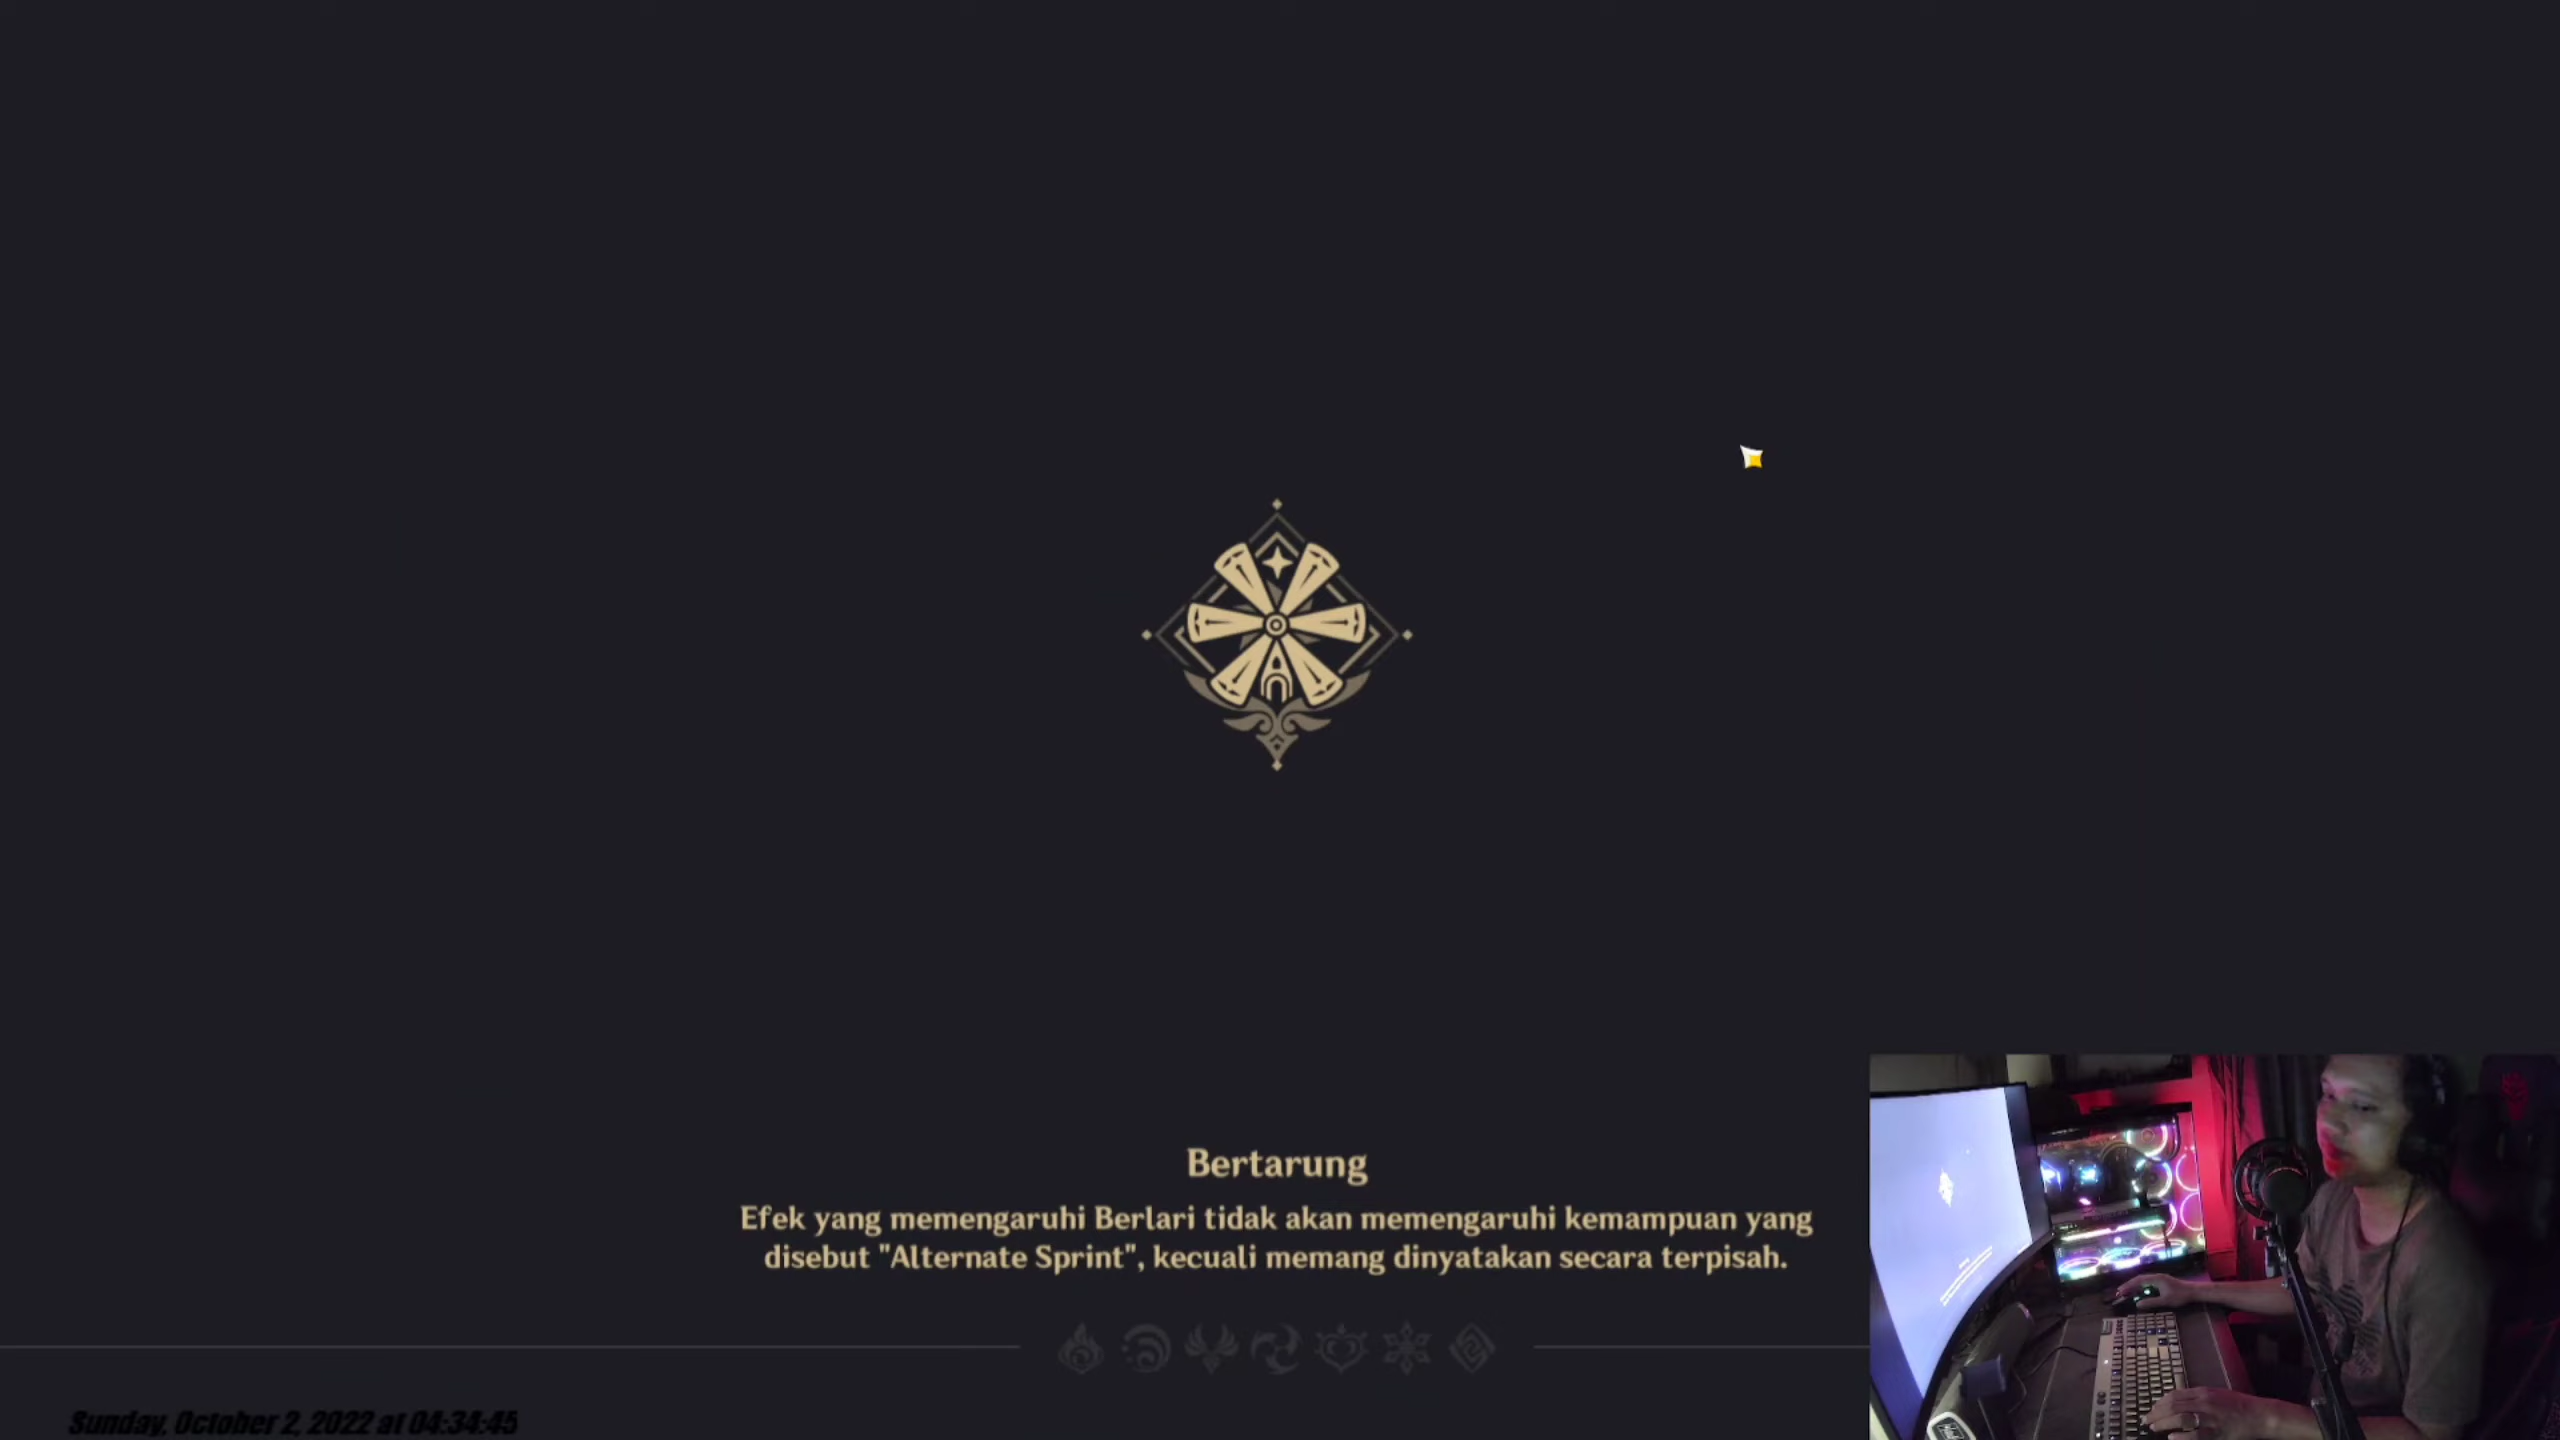 Bertarung
Efek yang memengaruhi Berlari tidak akan memengaruhi kemampuan yang
disebut "Alternate Sprint", kecuali memang dinyatakan secara terpisah.
Sunday, October 2, 2022 at 04:34:45